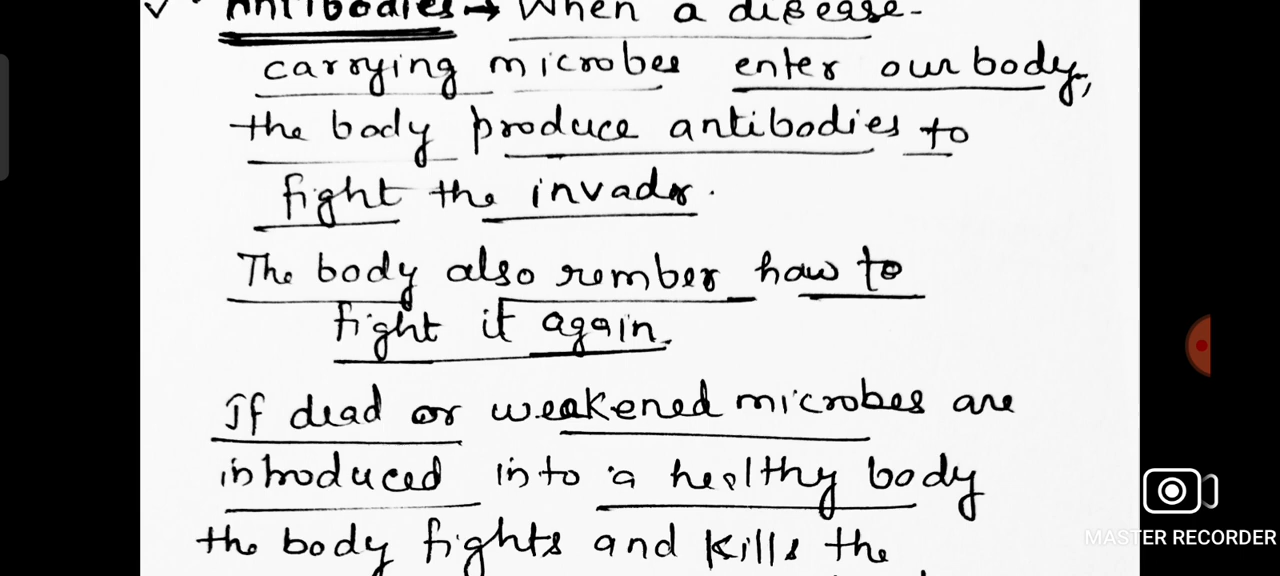 Antibodies → When a disease-
carrying microbes enter our body,
the body produce antibodies to
fight the invader.
The body also rember how to
fight it again.
If dead or weakened microbes are
introduced into a healthy body
the body fights and kills the
MASTER RECORDER